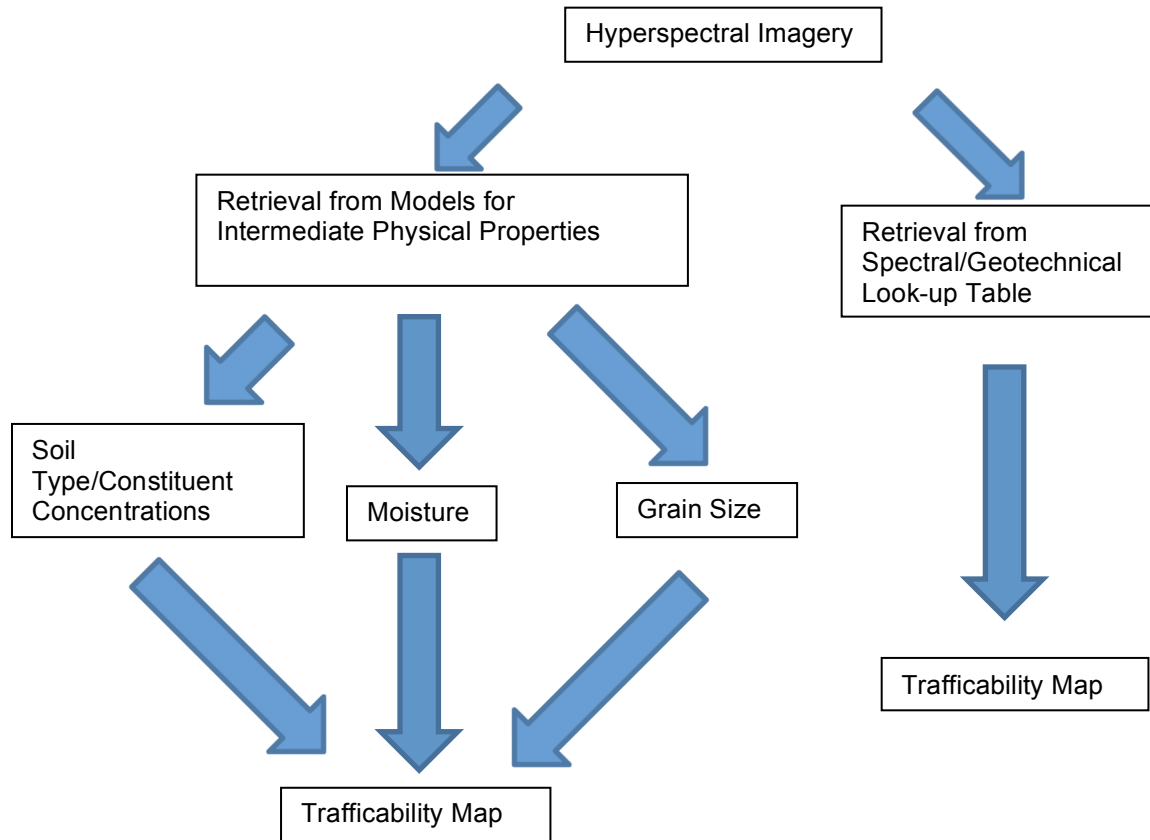 Hyperspectral Imagery
Retrieval from Models for
Intermediate Physical Properties
Retrieval from
Spectral/Geotechnical
Look-up Table
Soil
Type/Constituent
Concentrations
Moisture
Grain Size
Trafficability Map
Trafficability Map